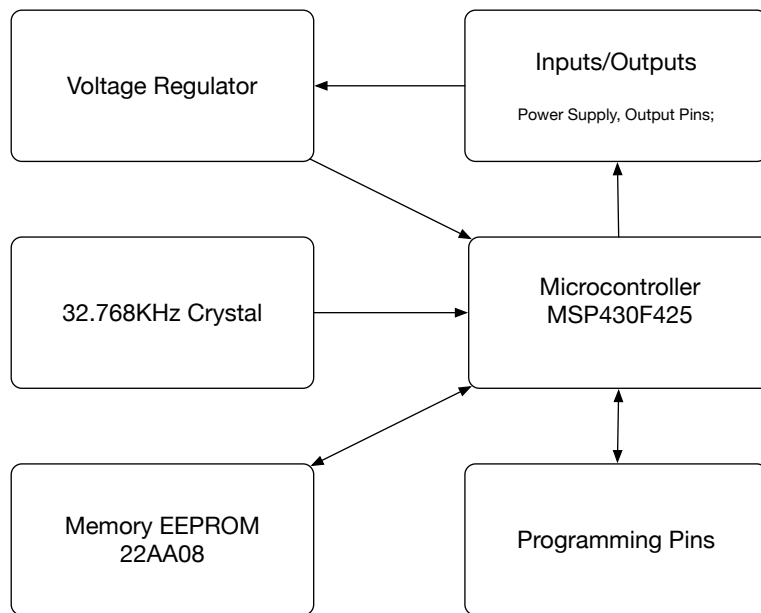 Voltage Regulator
Inputs/Outputs
Power Supply, Output Pins;
32.768KHz Crystal
Microcontroller
MSP430F425
Memory EEPROM
22AA08
Programming Pins